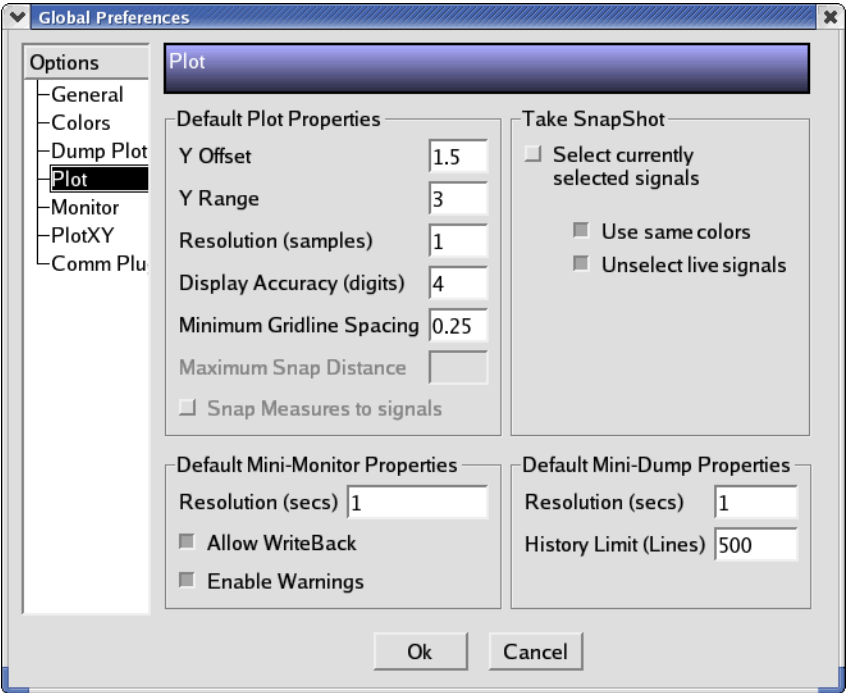 Global Preferences
Options
General
Colors
Dump Plot
Plot
Monitor
PlotXY
Comm Plu
Plot
Default Plot Properties
Y Offset 1.5
Y Range 3
Resolution (samples) 1
Display Accuracy (digits) 4
Minimum Gridline Spacing 0.25
Maximum Snap Distance
Snap Measures to signals
Take SnapShot
Select currently
selected signals
Use same colors
Unselect live signals
Default Mini-Monitor Properties
Resolution (secs) 1
Allow WriteBack
Enable Warnings
Default Mini-Dump Properties
Resolution (secs) 1
History Limit (Lines) 500
Ok Cancel